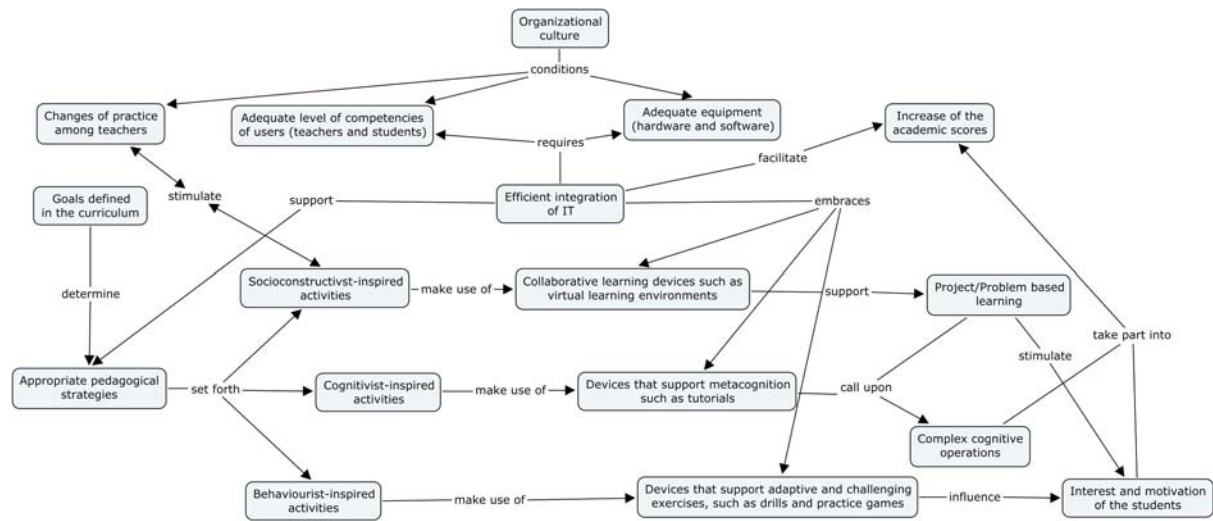 Organizational
culture
conditions
Changes of practice
among teachers
Adequate level of competencies
of users (teachers and students)
Adequate equipment
(hardware and software)
Increase of the
academic scores
requires
facilitate
Goals defined
in the curriculum
stimulate
support
Efficient integration
of IT
embraces
Socioconstructivst-inspired
activities
make use of
Collaborative learning devices such as
virtual learning environments
support
Project/Problem based
learning
determine
take part into
stimulate
Appropriate pedagogical
strategies
set forth
Cognitivist-inspired
activities
make use of
Devices that support metacognition
such as tutorials
call upon
Complex cognitive
operations
Behaviourist-inspired
activities
make use of
Devices that support adaptive and challenging
exercises, such as drills and practice games
influence
Interest and motivation
of the students